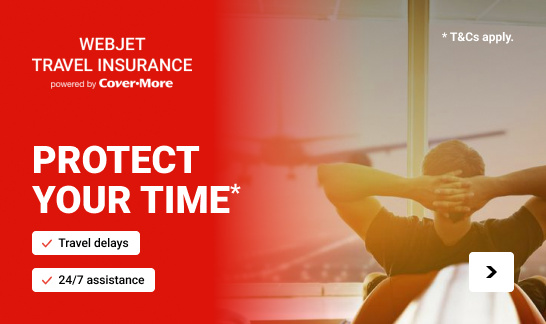 WEBJET
TRAVEL INSURANCE
powered by Cover-More
* T&Cs apply.
PROTECT
YOUR TIME*
Travel delays
24/7 assistance